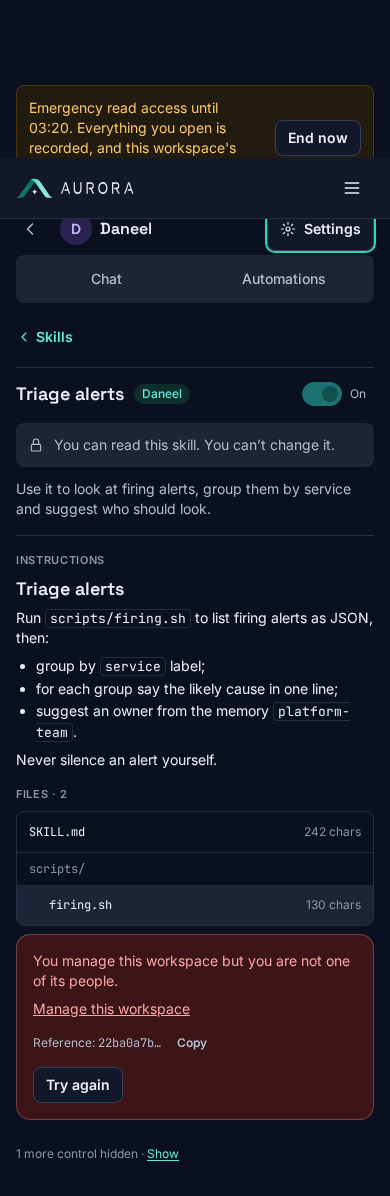 Emergency read access until
03:20. Everything you open is
recorded, and this workspace's
End now
AURORA
D
Daneel
Settings
Chat
Automations
Skills
Triage alerts
Daneel
On
You can read this skill. You can’t change it.
Use it to look at firing alerts, group them by service
and suggest who should look.
INSTRUCTIONS
Triage alerts
Run scripts/firing.sh to list firing alerts as JSON,
then:
• group by service label;
• for each group say the likely cause in one line;
• suggest an owner from the memory platform-
team.
Never silence an alert yourself.
FILES · 2
SKILL.md
242 chars
scripts/
firing.sh
130 chars
You manage this workspace but you are not one
of its people.
Manage this workspace
Reference: 22ba0a7b…
Copy
Try again
1 more control hidden · Show